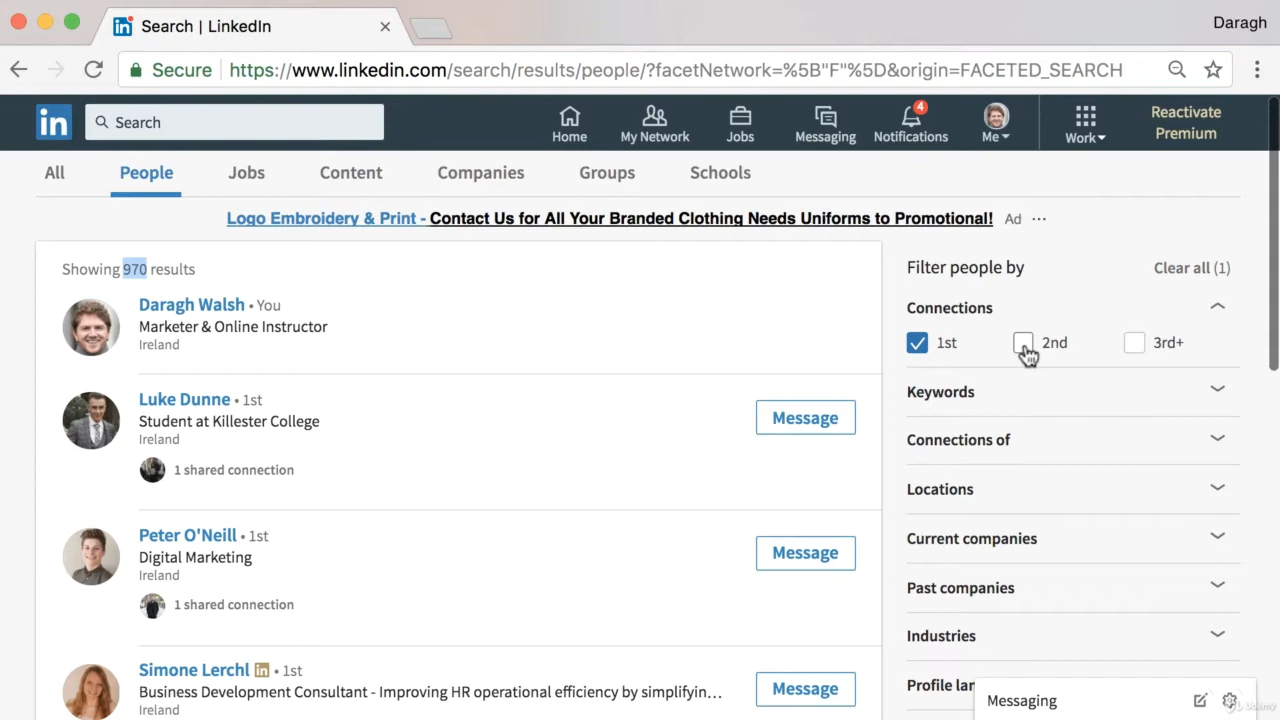 Search | LinkedIn
Daragh
Secure https://www.linkedin.com/search/results/people/?facetNetwork=%5B"F"%5D&origin=FACETED_SEARCH
in Search
Home My Network Jobs Messaging 4 Notifications Me Work Reactivate Premium
All People Jobs Content Companies Groups Schools
Logo Embroidery & Print - Contact Us for All Your Branded Clothing Needs Uniforms to Promotional! Ad ...
Showing 970 results
Daragh Walsh • You
Marketer & Online Instructor
Ireland
Luke Dunne • 1st
Student at Killester College
Ireland
1 shared connection
Message
Peter O'Neill • 1st
Digital Marketing
Ireland
1 shared connection
Message
Simone Lerchl in • 1st
Business Development Consultant - Improving HR operational efficiency by simplifyin...
Ireland
Message
Filter people by Clear all (1)
Connections
1st 2nd 3rd+
Keywords
Connections of
Locations
Current companies
Past companies
Industries
Profile lan
Messaging
Udemy